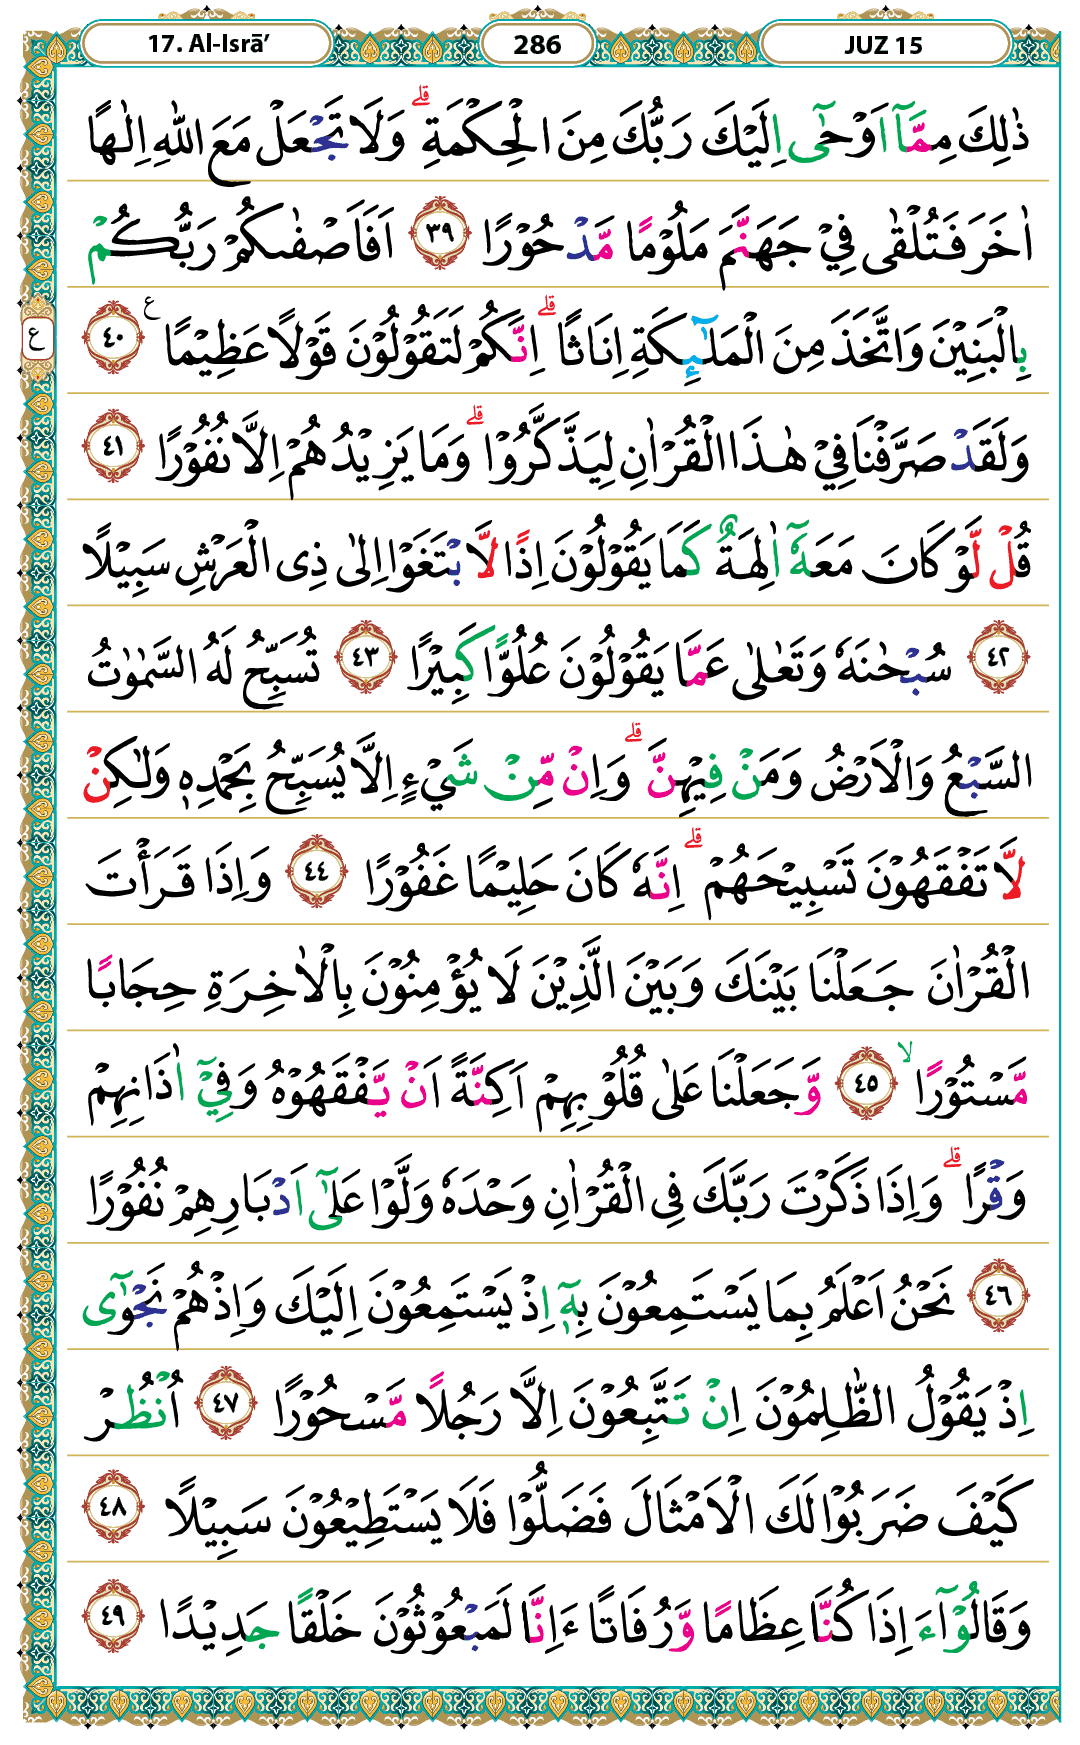 17. Al-Isrā’ 286 JUZ 15
ذٰلِكَ مِمَّآ اَوْحٰٓى اِلَيْكَ رَبُّكَ مِنَ الْحِكْمَةِ ۗ وَلَا تَجْعَلْ مَعَ اللّٰهِ اِلٰهًا
اٰخَرَ فَتُلْقٰى فِيْ جَهَنَّمَ مَلُوْمًا مَّدْحُوْرًا ٣٩ اَفَاَصْفٰىكُمْ رَبُّكُمْ
بِالْبَنِيْنَ وَاتَّخَذَ مِنَ الْمَلٰۤىِٕكَةِ اِنَاثًا ۗ اِنَّكُمْ لَتَقُوْلُوْنَ قَوْلًا عَظِيْمًا ࣖ ٤٠
ع
وَلَقَدْ صَرَّفْنَا فِيْ هٰذَا الْقُرْاٰنِ لِيَذَّكَّرُوْا ۗ وَمَا يَزِيْدُهُمْ اِلَّا نُفُوْرًا ٤١
قُلْ لَّوْ كَانَ مَعَهٗٓ اٰلِهَةٌ كَمَا يَقُوْلُوْنَ اِذًا لَّابْتَغَوْا اِلٰى ذِى الْعَرْشِ سَبِيْلًا
٤٢ سُبْحٰنَهٗ وَتَعٰلٰى عَمَّا يَقُوْلُوْنَ عُلُوًّا كَبِيْرًا ٤٣ تُسَبِّحُ لَهُ السَّمٰوٰتُ
السَّبْعُ وَالْاَرْضُ وَمَنْ فِيْهِنَّ ۗ وَاِنْ مِّنْ شَيْءٍ اِلَّا يُسَبِّحُ بِحَمْدِهٖ وَلٰكِنْ
لَّا تَفْقَهُوْنَ تَسْبِيْحَهُمْ ۗ اِنَّهٗ كَانَ حَلِيْمًا غَفُوْرًا ٤٤ وَاِذَا قَرَأْتَ
الْقُرْاٰنَ جَعَلْنَا بَيْنَكَ وَبَيْنَ الَّذِيْنَ لَا يُؤْمِنُوْنَ بِالْاٰخِرَةِ حِجَابًا
مَّسْتُوْرًا ۙ ٤٥ وَّجَعَلْنَا عَلٰى قُلُوْبِهِمْ اَكِنَّةً اَنْ يَّفْقَهُوْهُ وَفِيْٓ اٰذَانِهِمْ
وَقْرًا ۗ وَاِذَا ذَكَرْتَ رَبَّكَ فِى الْقُرْاٰنِ وَحْدَهٗ وَلَّوْا عَلٰٓى اَدْبَارِهِمْ نُفُوْرًا
٤٦ نَحْنُ اَعْلَمُ بِمَا يَسْتَمِعُوْنَ بِهٖٓ اِذْ يَسْتَمِعُوْنَ اِلَيْكَ وَاِذْ هُمْ نَجْوٰٓى
اِذْ يَقُوْلُ الظّٰلِمُوْنَ اِنْ تَتَّبِعُوْنَ اِلَّا رَجُلًا مَّسْحُوْرًا ٤٧ اُنْظُرْ
كَيْفَ ضَرَبُوْا لَكَ الْاَمْثَالَ فَضَلُّوْا فَلَا يَسْتَطِيْعُوْنَ سَبِيْلًا ٤٨
وَقَالُوْٓا ءَاِذَا كُنَّا عِظَامًا وَّرُفَاتًا ءَاِنَّا لَمَبْعُوْثُوْنَ خَلْقًا جَدِيْدًا ٤٩